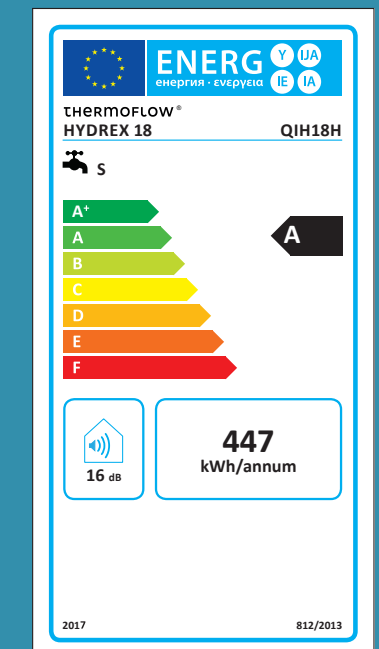 ENERG Y IJA
енергия · ενεργεια IE IA
THERMOFLOW®
HYDREX 18 QIH18H
S
A+
A A
B
C
D
E
F
16 dB
447
kWh/annum
2017 812/2013